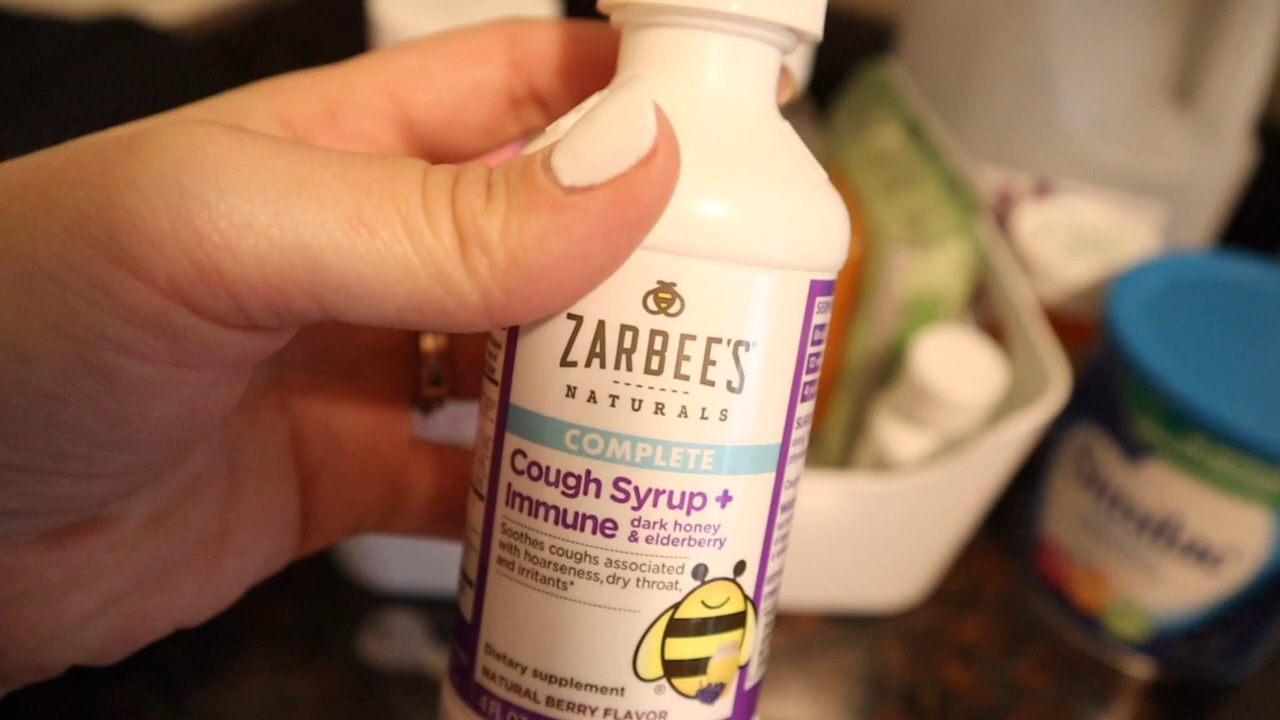 ZARBEE'S
NATURALS
COMPLETE
Cough Syrup +
Immune dark honey
& elderberry
Soothes coughs associated
with hoarseness, dry throat,
and irritants*
Dietary supplement
®
NATURAL BERRY FLAVOR